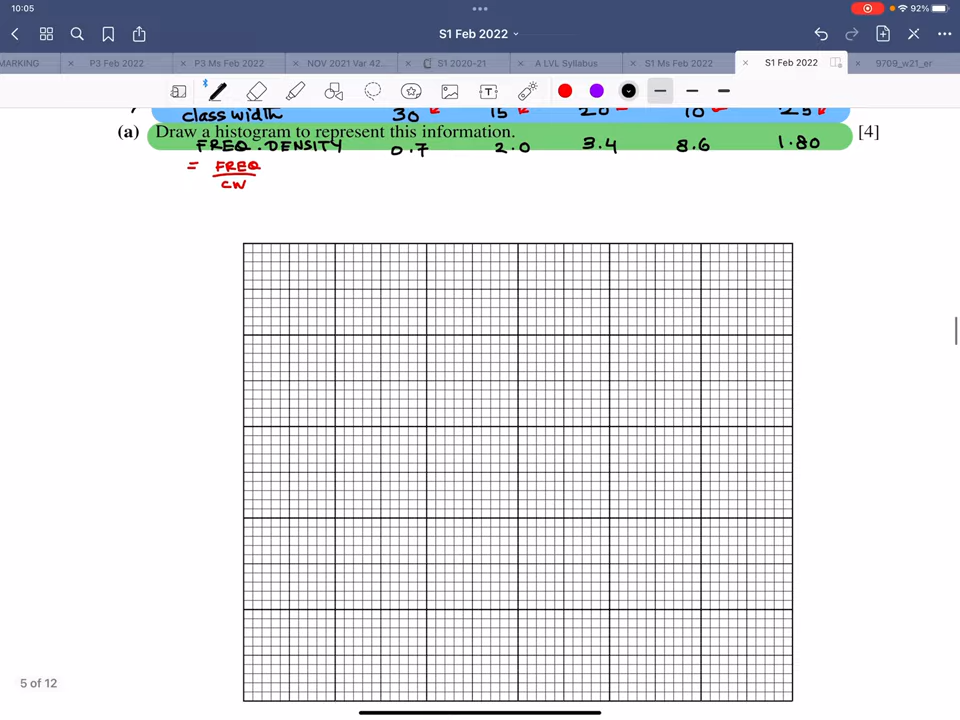 10:05
92%
S1 Feb 2022
MARKING
P3 Feb 2022
P3 Ms Feb 2022
NOV 2021 Var 42...
S1 2020-21
A LVL Syllabus
S1 Ms Feb 2022
S1 Feb 2022
9709_w21_er
class width 30 15 20 10 25
(a) Draw a histogram to represent this information. [4]
FREQ. DENSITY 0.7 2.0 3.4 8.6 1.80
= FREQ
CW
5 of 12